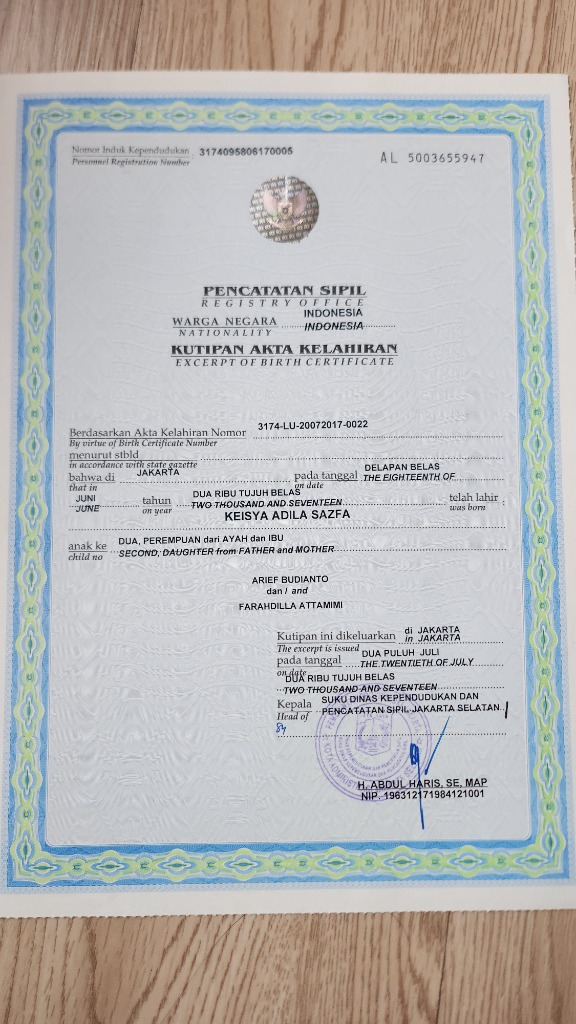 Nomor Induk Kependudukan 3174095806170005
Personnel Registration Number
AL 5003655947
PENCATATAN SIPIL
REGISTRY OFFICE
WARGA NEGARA INDONESIA
NATIONALITY INDONESIA
KUTIPAN AKTA KELAHIRAN
EXCERPT OF BIRTH CERTIFICATE
Berdasarkan Akta Kelahiran Nomor 3174-LU-20072017-0022
By virtue of Birth Certificate Number
menurut stbld
in accordance with state gazette
bahwa di JAKARTA pada tanggal DELAPAN BELAS
that in on date THE EIGHTEENTH OF
JUNI tahun DUA RIBU TUJUH BELAS telah lahir
JUNE on year TWO THOUSAND AND SEVENTEEN was born
KEISYA ADILA SAZFA
anak ke DUA, PEREMPUAN dari AYAH dan IBU
child no SECOND, DAUGHTER from FATHER and MOTHER
ARIEF BUDIANTO
dan / and
FARAHDILLA ATTAMIMI
Kutipan ini dikeluarkan di JAKARTA
The excerpt is issued in JAKARTA
pada tanggal DUA PULUH JULI
on date THE TWENTIETH OF JULY
DUA RIBU TUJUH BELAS
TWO THOUSAND AND SEVENTEEN
Kepala SUKU DINAS KEPENDUDUKAN DAN
Head of PENCATATAN SIPIL JAKARTA SELATAN
H. ABDUL HARIS, SE, MAP
NIP. 196312171984121001